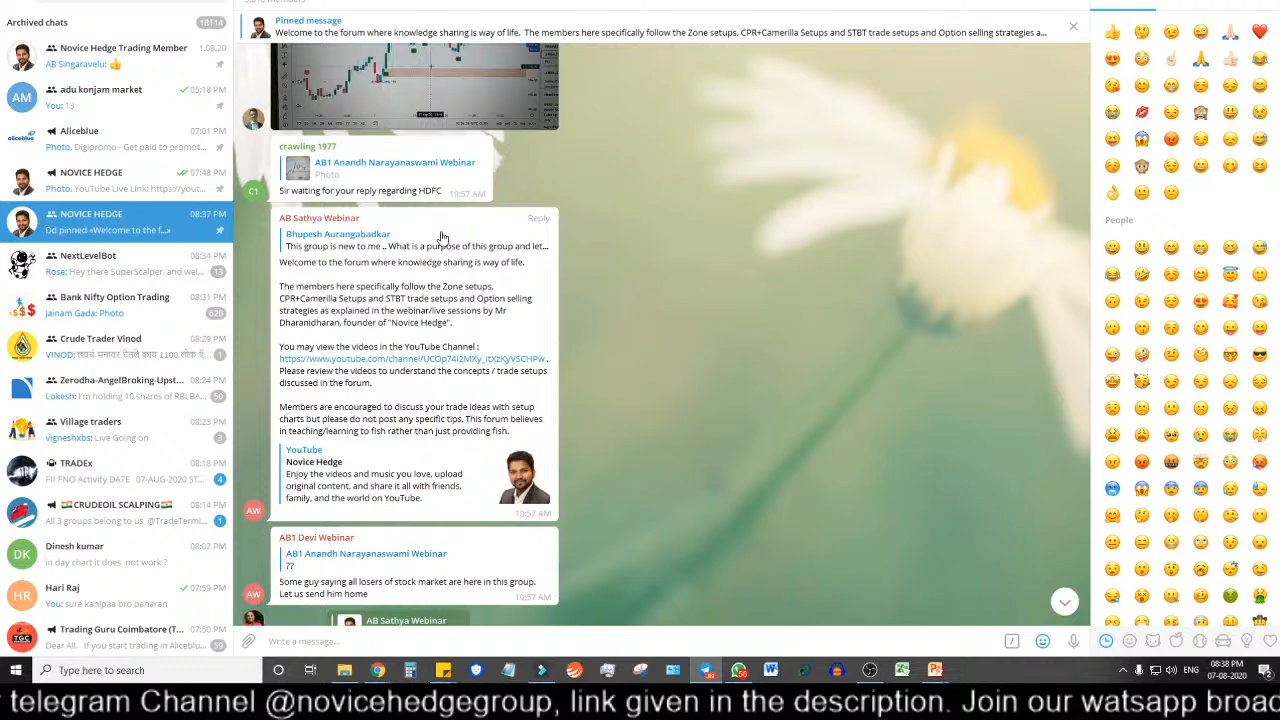 Archived chats
18114
Novice Hedge Trading Member
1.08.20
AB Singaravelu: 👍
AM
adu konjam market
05:18 PM
You: 13
aliceblue
Aliceblue
07:01 PM
Photo, Digipromo - Get paid to promot...
NOVICE HEDGE
07:48 PM
Photo, YouTube Live Link: https://yout...
NOVICE HEDGE
08:37 PM
Dd pinned «Welcome to the f...»
NextLevelBot
08:34 PM
Rose: Hey there SuperScalper, and wel...
13
Bank Nifty Option Trading
08:31 PM
Jainam Gada: Photo
620
Crude Trader Vinod
08:29 PM
1
Zerodha-AngelBroking-Upst...
08:24 PM
Lokesh: I'm holding 10 shares of RBLBA...
50
Village traders
08:23 PM
vigneshxbs: Live Going on
3
TRADEx
08:18 PM
FII FNO Activity DATE 07-AUG-2020 ST...
4
🇮🇳CRUDEOIL SCALPING🇮🇳
08:14 PM
All 3 groups belong to us @TradeTermi...
1
DK
Dinesh kumar
08:02 PM
in day chart it does not work ?
HR
Hari Raj
07:59 PM
You: sure kanipaa bro panaran
TGC
Trading Guru Coimbatore (T...
07:50 PM
Dear All. If you start trading in Aliceblu...
59
Pinned message
Welcome to the forum where knowledge sharing is way of life. The members here specifically follow the Zone setups, CPR+Camerilla Setups and STBT trade setups and Option selling strategies a...
crawling 1977
AB1 Anandh Narayanaswami Webinar
Photo
Sir waiting for your reply regarding HDFC
10:57 AM
C1
AB Sathya Webinar
Reply
Bhupesh Aurangabadkar
This group is new to me .. What is a purpose of this group and let...
Welcome to the forum where knowledge sharing is way of life.
The members here specifically follow the Zone setups,
CPR+Camerilla Setups and STBT trade setups and Option selling
strategies as explained in the webinar/live sessions by Mr
Dharanidharan, founder of "Novice Hedge".
You may view the videos in the YouTube Channel :
https://www.youtube.com/channel/UCOp74I2MXy_itXzKyVSCHPw .
Please review the videos to understand the concepts / trade setups
discussed in the forum.
Members are encouraged to discuss your trade ideas with setup
charts but please do not post any specific tips. This forum believes
in teaching/learning to fish rather than just providing fish.
YouTube
Novice Hedge
Enjoy the videos and music you love, upload
original content, and share it all with friends,
family, and the world on YouTube.
10:57 AM
AW
AB1 Devi Webinar
AB1 Anandh Narayanaswami Webinar
??
Some guy saying all losers of stock market are here in this group.
Let us send him home
10:57 AM
AW
AB Sathya Webinar
Write a message...
People
Type here to search
ENG
08:38 PM
07-08-2020
2
telegram Channel @novicehedgegroup, link given in the description. Join our watsapp broad